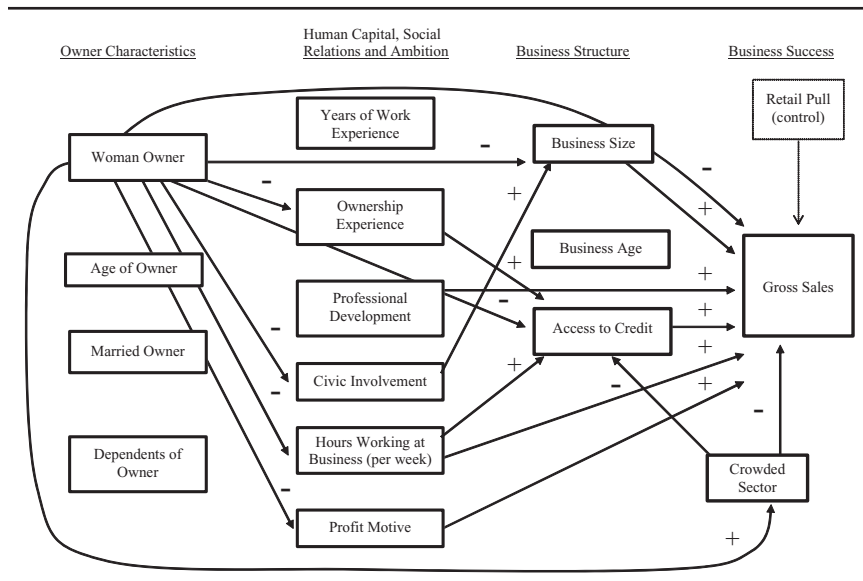 Owner Characteristics
Human Capital, Social
Relations and Ambition
Business Structure
Business Success
Retail Pull
(control)
Years of Work
Experience
Woman Owner
-
Business Size
-
-
+
+
Ownership
Experience
Business Age
+
+
Age of Owner
Gross Sales
Professional
Development
-
+
-
Access to Credit
Married Owner
+
Civic Involvement
+
-
-
+
-
Hours Working at
Business (per week)
Dependents of
Owner
Crowded
Sector
-
Profit Motive
+